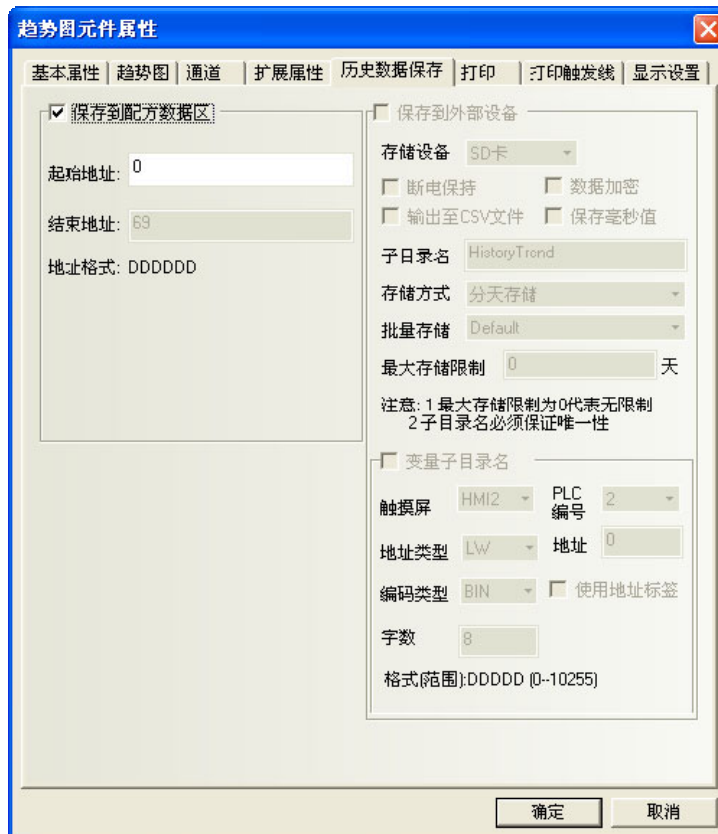 趋势图元件属性
基本属性 趋势图 通道 扩展属性 历史数据保存 打印 打印触发线 显示设置
保存到配方数据区
起始地址: 0
结束地址: 69
地址格式: DDDDDD
保存到外部设备
存储设备 SD卡
断电保持 数据加密
输出至CSV文件 保存毫秒值
子目录名 HistoryTrond
存储方式 分天存储
批量存储 Default
最大存储限制 0 天
注意: 1 最大存储限制为0代表无限制
2 子目录名必须保证唯一性
变量子目录名
触摸屏 HMI2 PLC编号 2
地址类型 LW 地址 0
编码类型 BIN 使用地址标签
字数 8
格式(范围):DDDDD (0--10255)
确定 取消